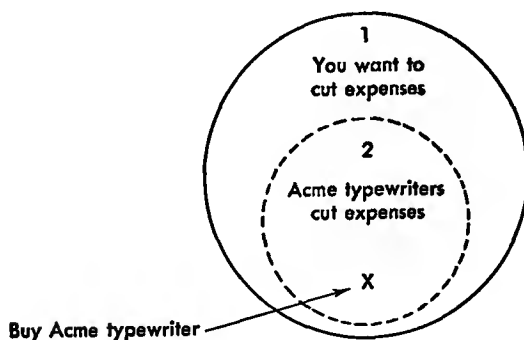 1
You want to
cut expenses
2
Acme typewriters
cut expenses
X
Buy Acme typewriter